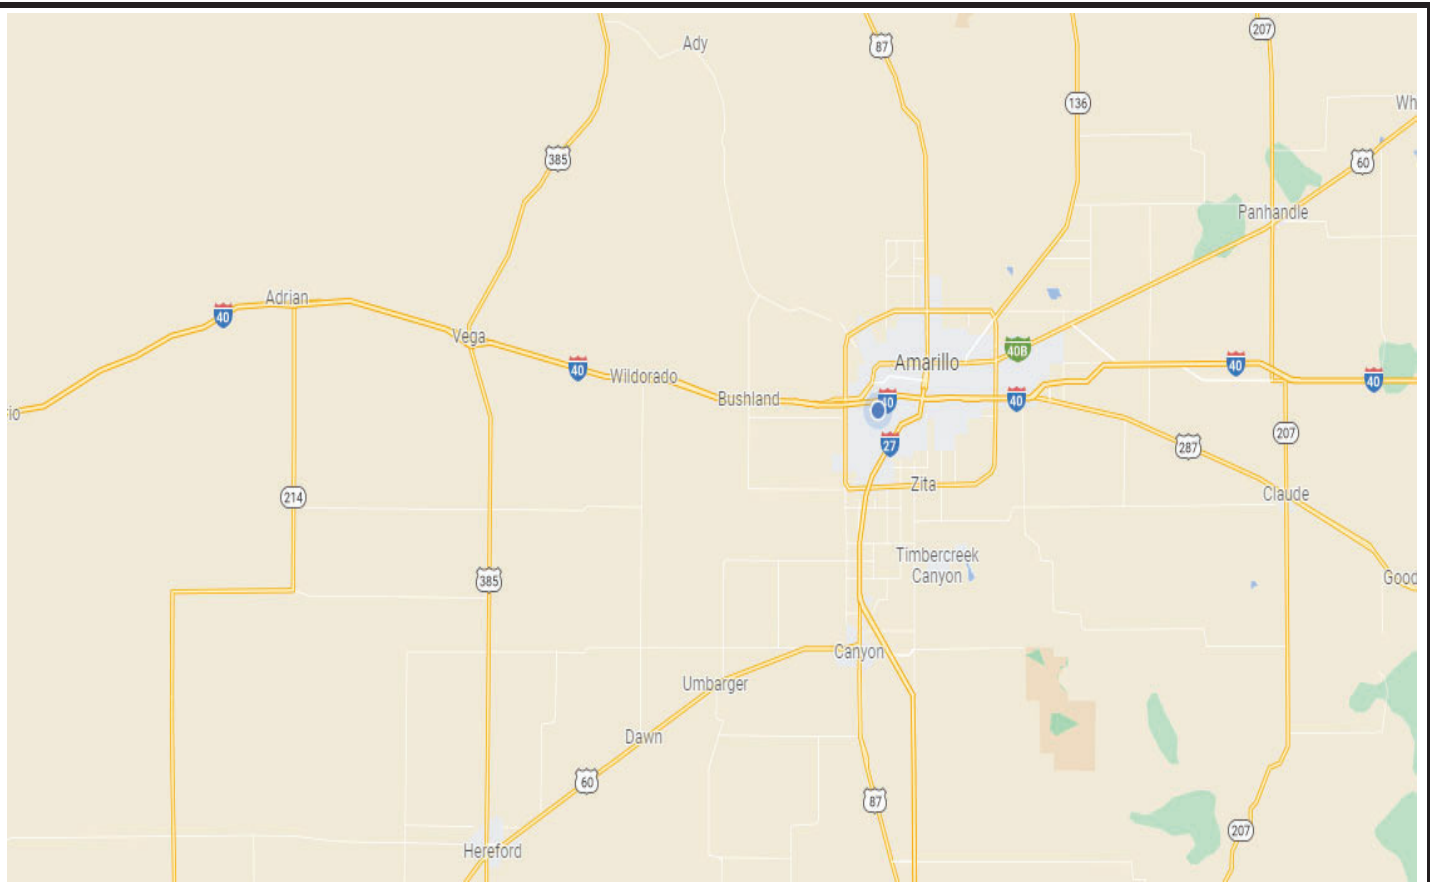 207
Ady
87
Wh
136
385
60
Panhandle
Adrian
40
Vega
40B
Amarillo
40
40
Wildorado
40
Bushland
40
40
io
207
27
287
Zita
Claude
214
Timbercreek
Canyon
385
Good
Canyon
Umbarger
Dawn
60
87
207
Hereford